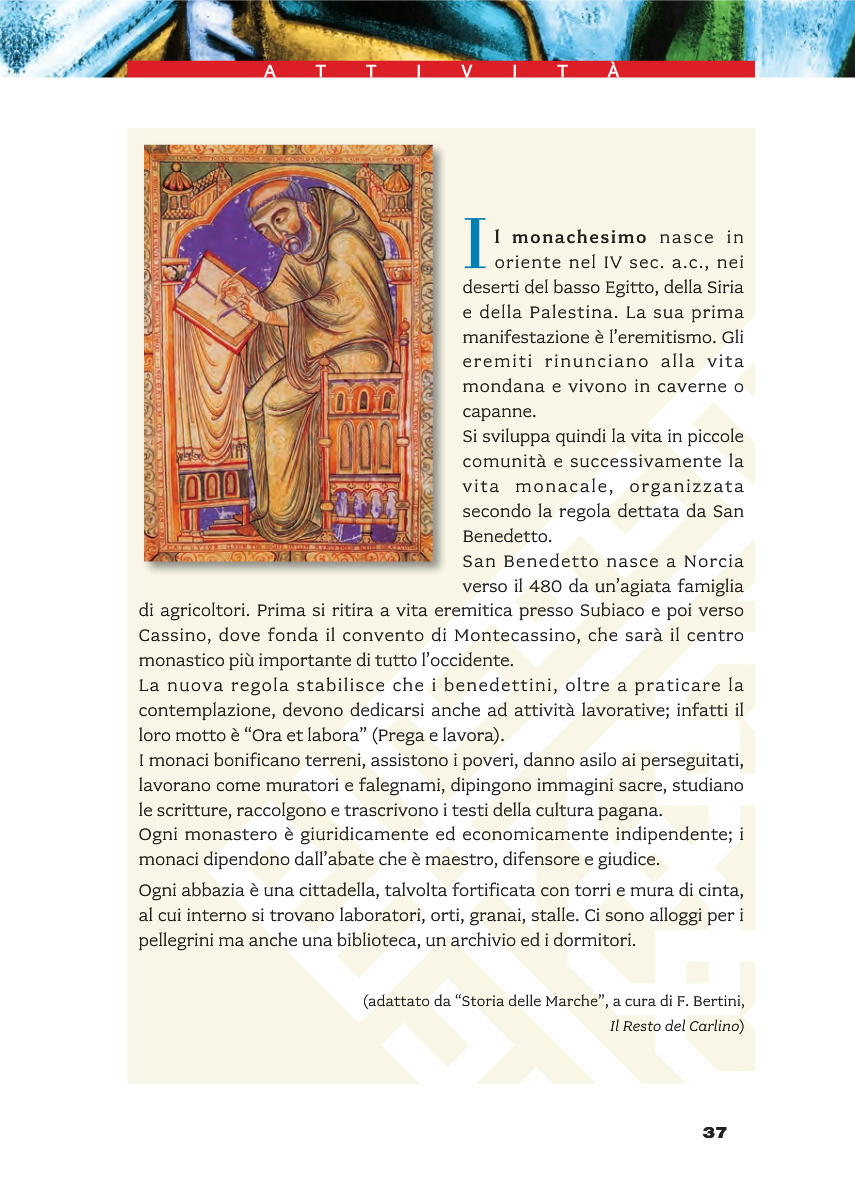 ATTIVITÀ
Il monachesimo nasce in
oriente nel IV sec. a.c., nei
deserti del basso Egitto, della Siria
e della Palestina. La sua prima
manifestazione è l'eremitismo. Gli
eremiti rinunciano alla vita
mondana e vivono in caverne o
capanne.
Si sviluppa quindi la vita in piccole
comunità e successivamente la
vita monacale, organizzata
secondo la regola dettata da San
Benedetto.
San Benedetto nasce a Norcia
verso il 480 da un'agiata famiglia
di agricoltori. Prima si ritira a vita eremitica presso Subiaco e poi verso
Cassino, dove fonda il convento di Montecassino, che sarà il centro
monastico più importante di tutto l'occidente.
La nuova regola stabilisce che i benedettini, oltre a praticare la
contemplazione, devono dedicarsi anche ad attività lavorative; infatti il
loro motto è “Ora et labora” (Prega e lavora).
I monaci bonificano terreni, assistono i poveri, danno asilo ai perseguitati,
lavorano come muratori e falegnami, dipingono immagini sacre, studiano
le scritture, raccolgono e trascrivono i testi della cultura pagana.
Ogni monastero è giuridicamente ed economicamente indipendente; i
monaci dipendono dall'abate che è maestro, difensore e giudice.
Ogni abbazia è una cittadella, talvolta fortificata con torri e mura di cinta,
al cui interno si trovano laboratori, orti, granai, stalle. Ci sono alloggi per i
pellegrini ma anche una biblioteca, un archivio ed i dormitori.
(adattato da “Storia delle Marche”, a cura di F. Bertini,
Il Resto del Carlino)
37